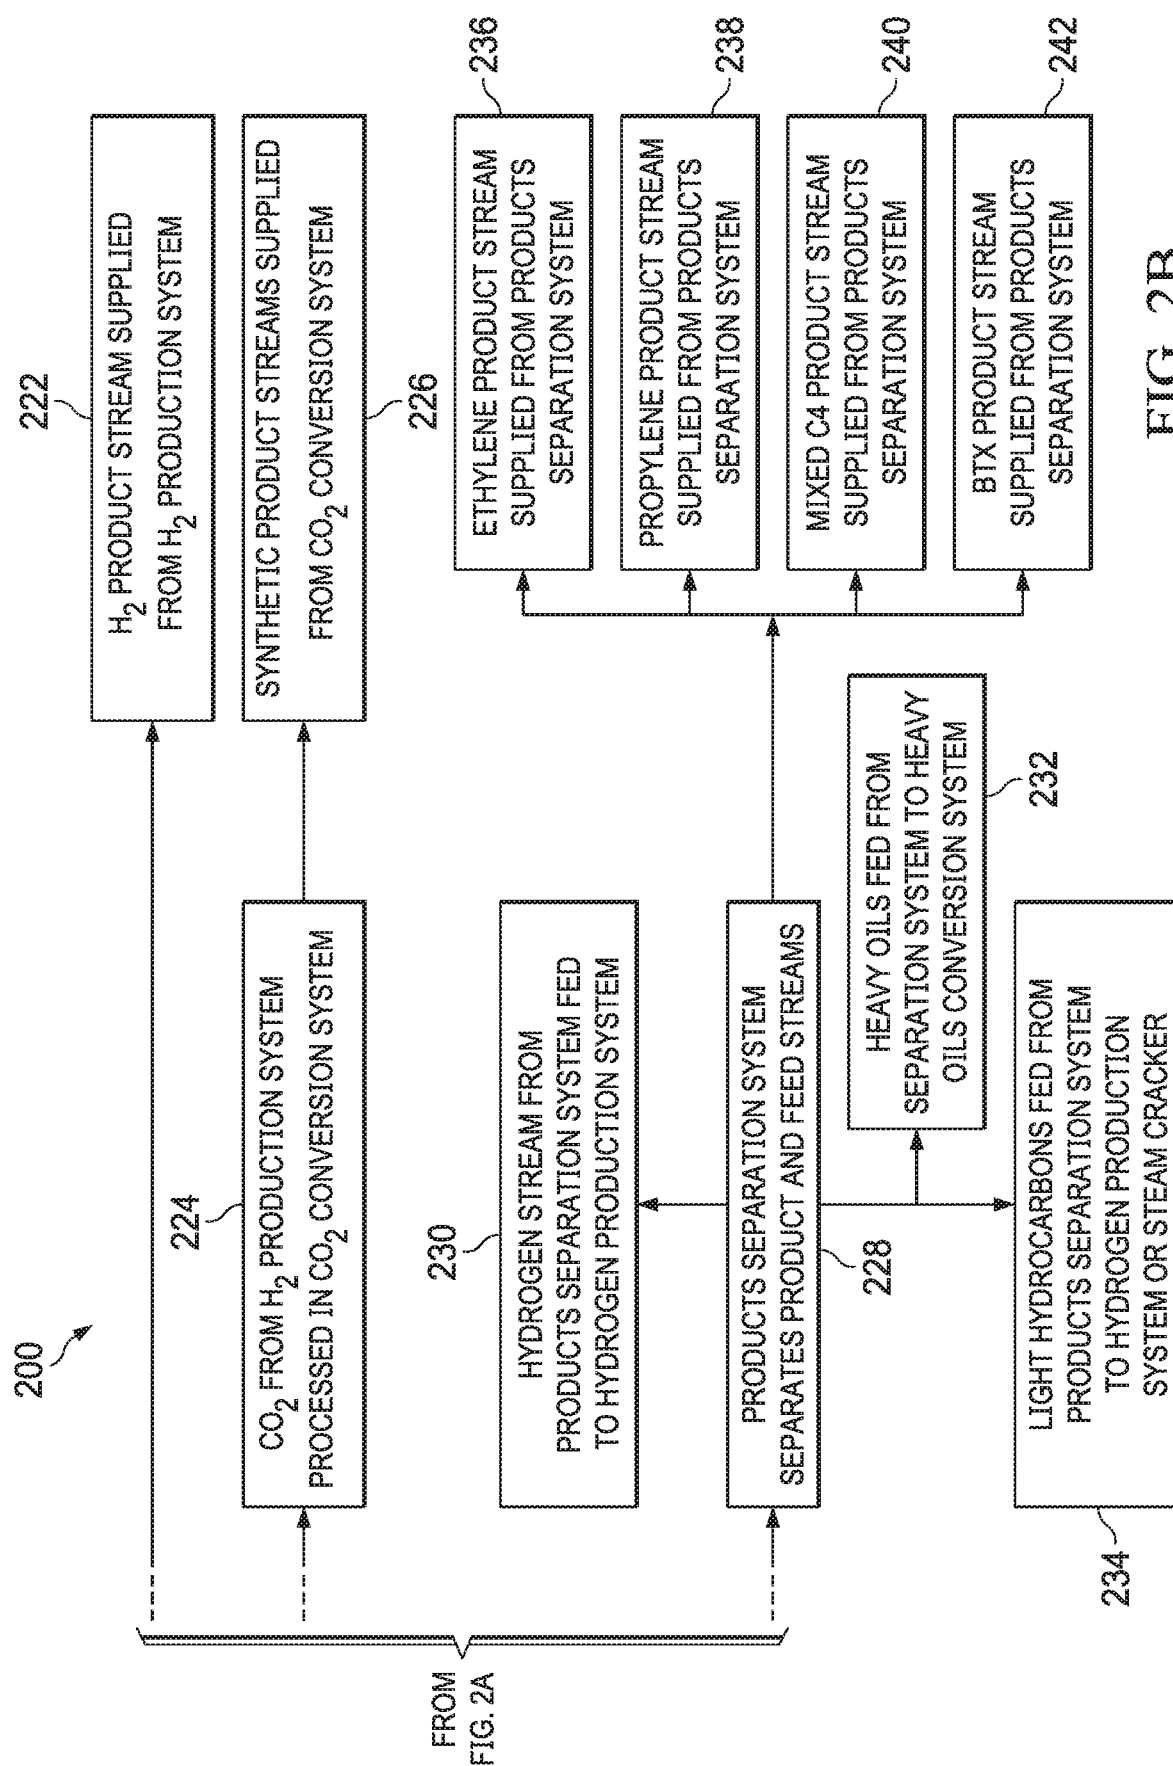 200
FROM
FIG. 2A
222
H2 PRODUCT STREAM SUPPLIED
FROM H2 PRODUCTION SYSTEM
224
CO2 FROM H2 PRODUCTION SYSTEM
PROCESSED IN CO2 CONVERSION SYSTEM
SYNTHETIC PRODUCT STREAMS SUPPLIED
FROM CO2 CONVERSION SYSTEM
226
230
HYDROGEN STREAM FROM
PRODUCTS SEPARATION SYSTEM FED
TO HYDROGEN PRODUCTION SYSTEM
PRODUCTS SEPARATION SYSTEM
SEPARATES PRODUCT AND FEED STREAMS
228
HEAVY OILS FED FROM
SEPARATION SYSTEM TO HEAVY
OILS CONVERSION SYSTEM
232
LIGHT HYDROCARBONS FED FROM
PRODUCTS SEPARATION SYSTEM
TO HYDROGEN PRODUCTION
SYSTEM OR STEAM CRACKER
234
ETHYLENE PRODUCT STREAM
SUPPLIED FROM PRODUCTS
SEPARATION SYSTEM
236
PROPYLENE PRODUCT STREAM
SUPPLIED FROM PRODUCTS
SEPARATION SYSTEM
238
MIXED C4 PRODUCT STREAM
SUPPLIED FROM PRODUCTS
SEPARATION SYSTEM
240
BTX PRODUCT STREAM
SUPPLIED FROM PRODUCTS
SEPARATION SYSTEM
242
FIG. 2B